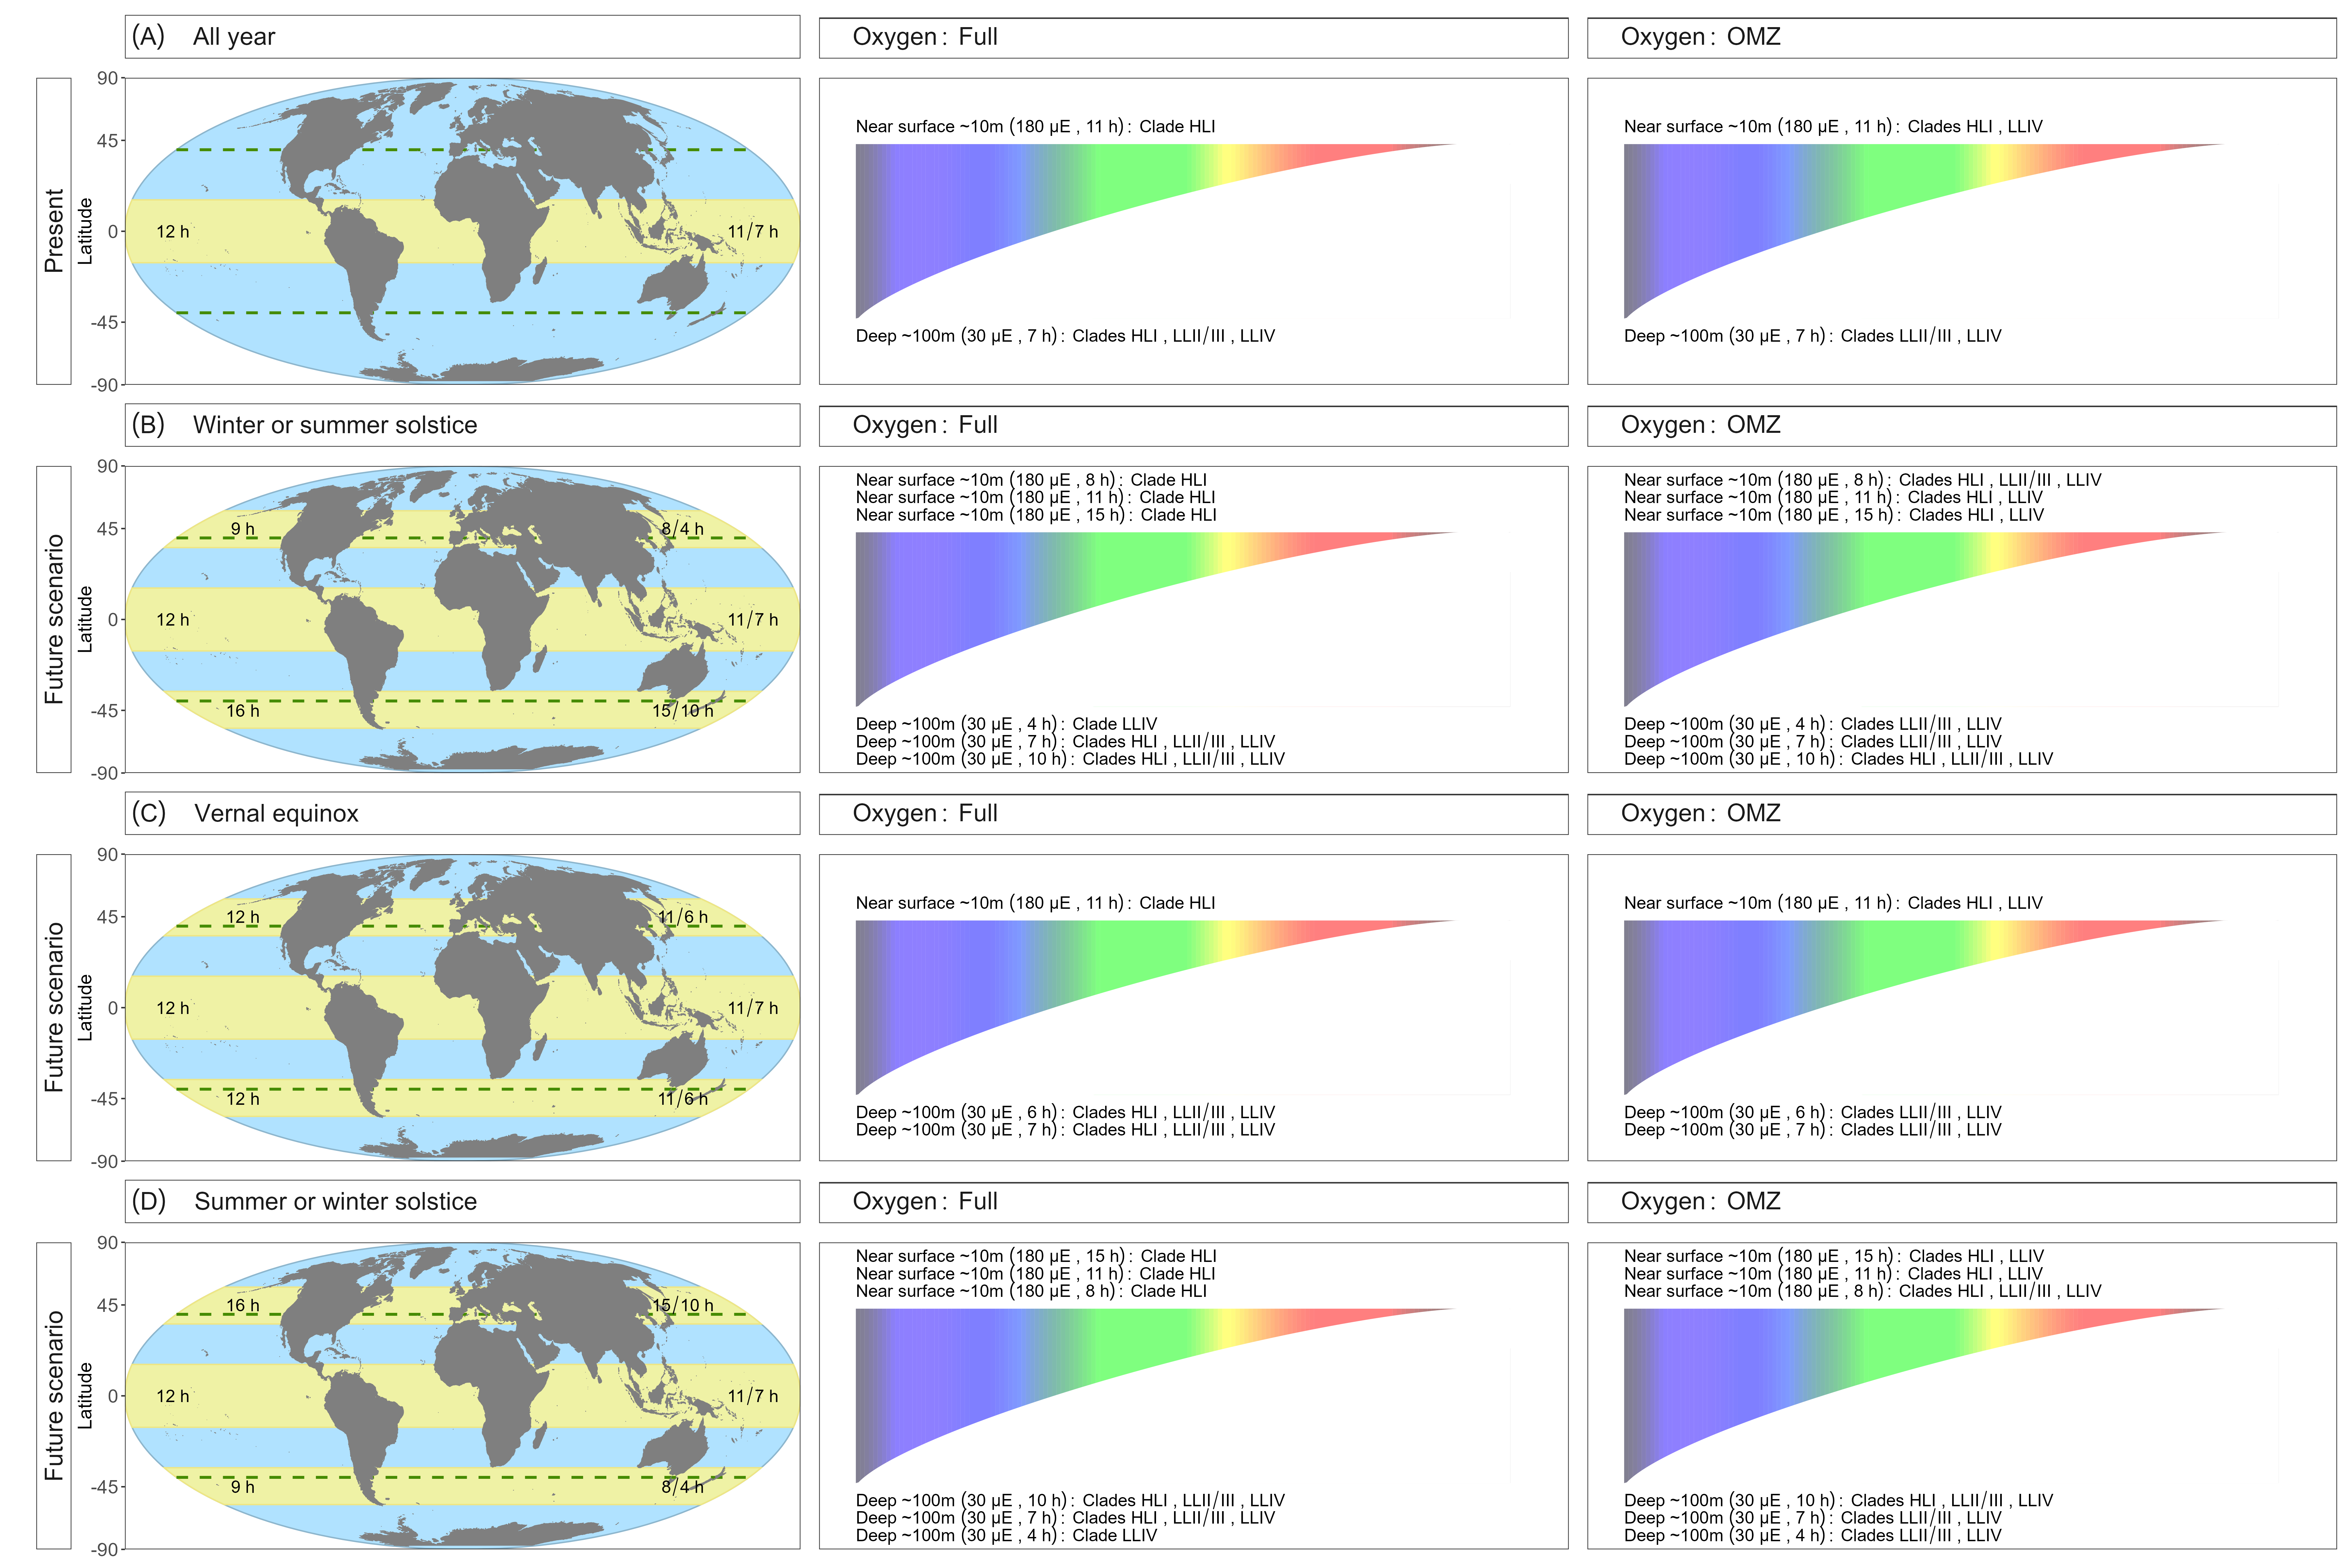 (A) All year
Oxygen: Full
Oxygen: OMZ
Present
Latitude
90
45
0
-45
-90
12 h
11/7 h
Near surface ~10m (180 µE , 11 h): Clade HLI
Deep ~100m (30 µE , 7 h): Clades HLI , LLII/III , LLIV
Near surface ~10m (180 µE , 11 h): Clades HLI , LLIV
Deep ~100m (30 µE , 7 h): Clades LLII/III , LLIV
(B) Winter or summer solstice
Oxygen: Full
Oxygen: OMZ
Future scenario
Latitude
90
45
0
-45
-90
9 h
8/4 h
12 h
11/7 h
16 h
15/10 h
Near surface ~10m (180 µE , 8 h): Clade HLI
Near surface ~10m (180 µE , 11 h): Clade HLI
Near surface ~10m (180 µE , 15 h): Clade HLI
Deep ~100m (30 µE , 4 h): Clade LLIV
Deep ~100m (30 µE , 7 h): Clades HLI , LLII/III , LLIV
Deep ~100m (30 µE , 10 h): Clades HLI , LLII/III , LLIV
Near surface ~10m (180 µE , 8 h): Clades HLI , LLII/III , LLIV
Near surface ~10m (180 µE , 11 h): Clades HLI , LLIV
Near surface ~10m (180 µE , 15 h): Clades HLI , LLIV
Deep ~100m (30 µE , 4 h): Clades LLII/III , LLIV
Deep ~100m (30 µE , 7 h): Clades LLII/III , LLIV
Deep ~100m (30 µE , 10 h): Clades HLI , LLII/III , LLIV
(C) Vernal equinox
Oxygen: Full
Oxygen: OMZ
Future scenario
Latitude
90
45
0
-45
-90
12 h
11/6 h
12 h
11/7 h
12 h
11/6 h
Near surface ~10m (180 µE , 11 h): Clade HLI
Deep ~100m (30 µE , 6 h): Clades HLI , LLII/III , LLIV
Deep ~100m (30 µE , 7 h): Clades HLI , LLII/III , LLIV
Near surface ~10m (180 µE , 11 h): Clades HLI , LLIV
Deep ~100m (30 µE , 6 h): Clades LLII/III , LLIV
Deep ~100m (30 µE , 7 h): Clades LLII/III , LLIV
(D) Summer or winter solstice
Oxygen: Full
Oxygen: OMZ
Future scenario
Latitude
90
45
0
-45
-90
16 h
15/10 h
12 h
11/7 h
9 h
8/4 h
Near surface ~10m (180 µE , 15 h): Clade HLI
Near surface ~10m (180 µE , 11 h): Clade HLI
Near surface ~10m (180 µE , 8 h): Clade HLI
Deep ~100m (30 µE , 10 h): Clades HLI , LLII/III , LLIV
Deep ~100m (30 µE , 7 h): Clades HLI , LLII/III , LLIV
Deep ~100m (30 µE , 4 h): Clade LLIV
Near surface ~10m (180 µE , 15 h): Clades HLI , LLIV
Near surface ~10m (180 µE , 11 h): Clades HLI , LLIV
Near surface ~10m (180 µE , 8 h): Clades HLI , LLII/III , LLIV
Deep ~100m (30 µE , 10 h): Clades HLI , LLII/III , LLIV
Deep ~100m (30 µE , 7 h): Clades LLII/III , LLIV
Deep ~100m (30 µE , 4 h): Clades LLII/III , LLIV